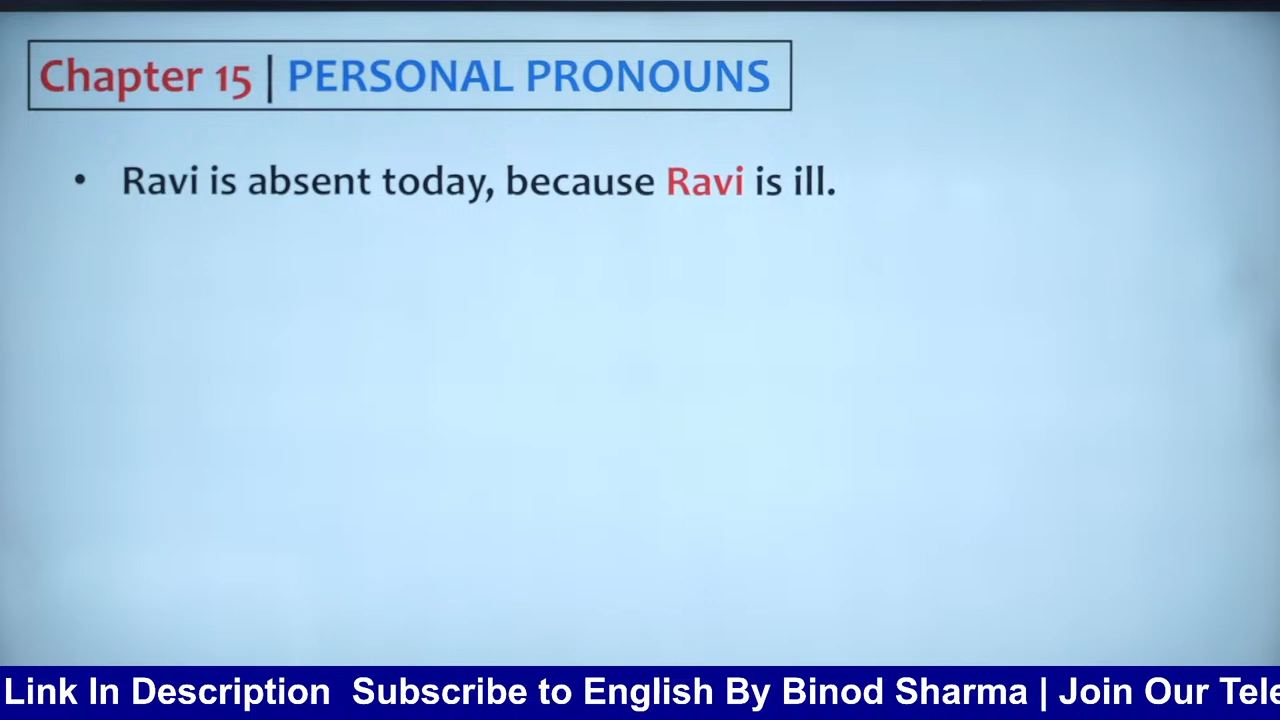 Chapter 15 | PERSONAL PRONOUNS
• Ravi is absent today, because Ravi is ill.
Link In Description Subscribe to English By Binod Sharma | Join Our